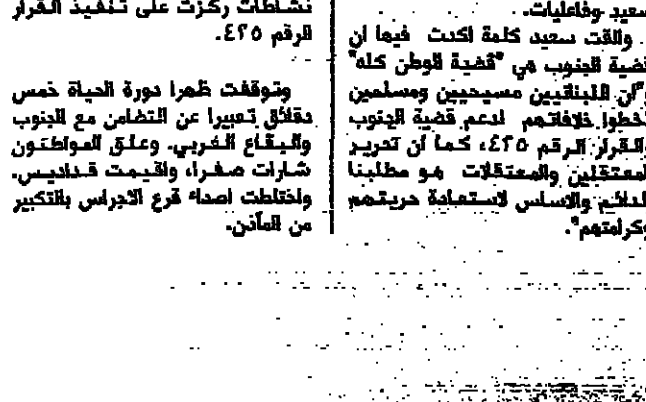 سعيد وفاعليات.
والقت سعيد كلمة اكدت فيها ان
قضية الجنوب هي "قضية الوطن كله"
و"ان اللبنانيين مسيحيين ومسلمين
تخطوا خلافاتهم لدعم قضية الجنوب
والقرار الرقم ٤٢٥، كما ان تحرير
المعتقلين والمعتقلات هو مطلبنا
الدائم والاساس لاستعادة حريتهم
وكرامتهم".
نشاطات ركزت على تنفيذ القرار
الرقم ٤٢٥.
وتوقفت ظهرا دورة الحياة خمس
دقائق تعبيرا عن التضامن مع الجنوب
والبقاع الغربي. وعلق المواطنون
شارات صفراء، واقيمت قداديس.
واختلطت اصداء قرع الاجراس بالتكبير
من المآذن.